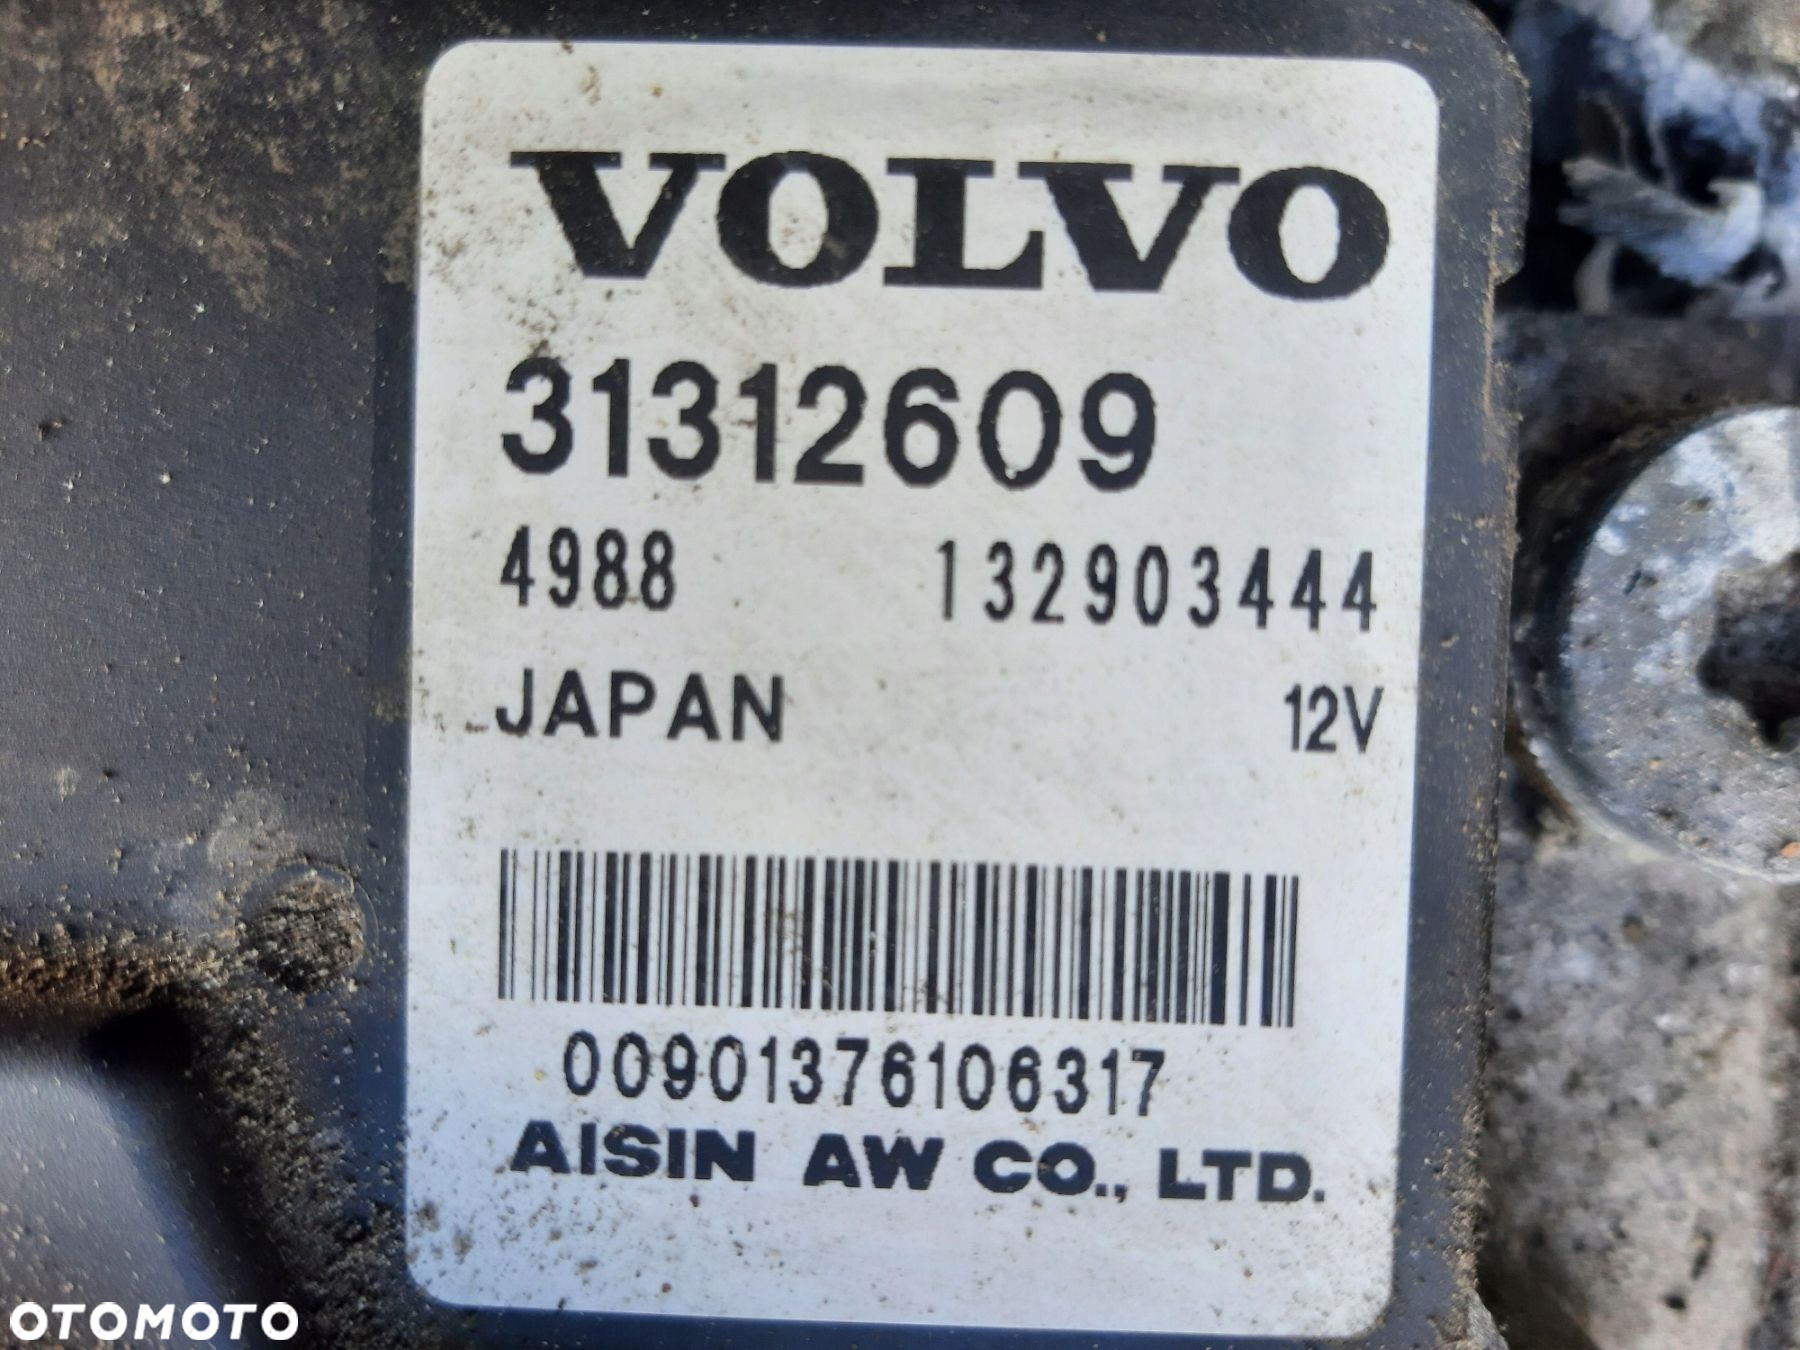 VOLVO
31312609
4988 132903444
JAPAN 12V
00901376106317
AISIN AW CO., LTD.
OTOMOTO